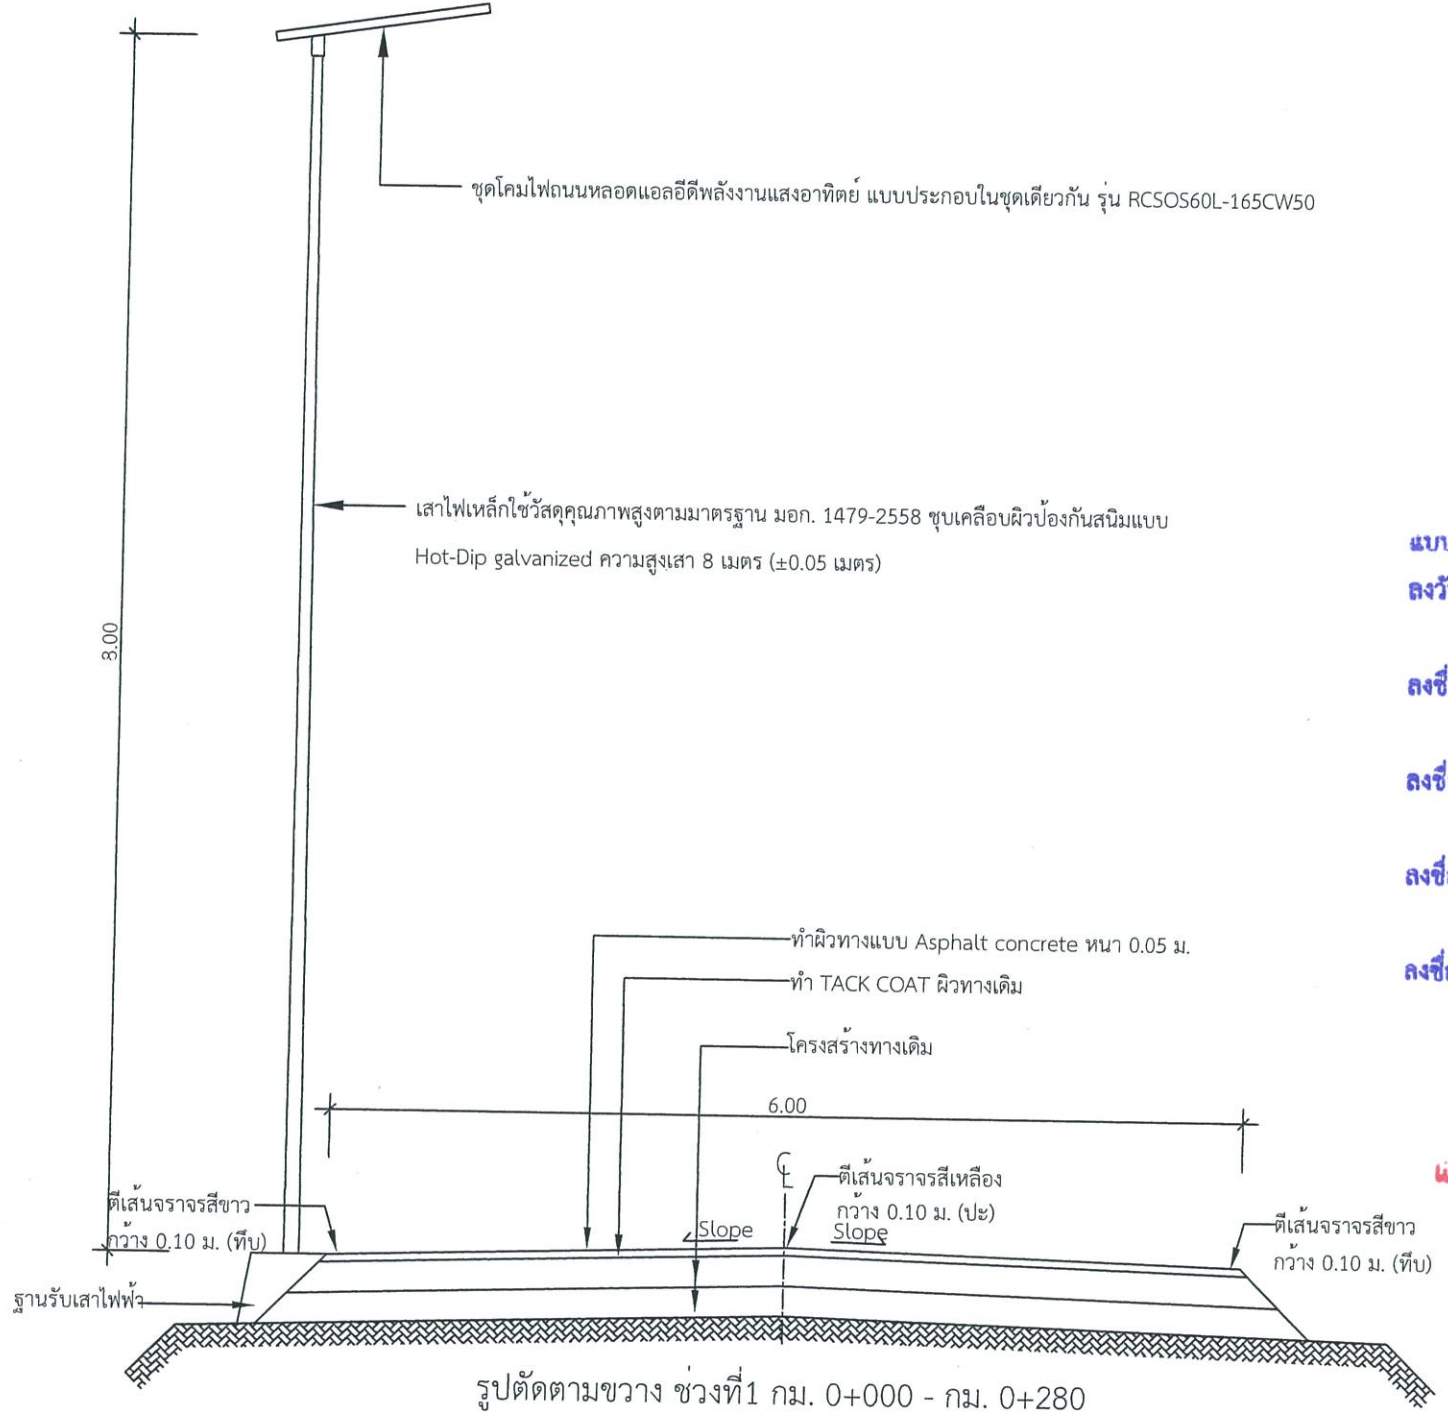 ชุดโคมไฟถนนหลอดแอลอีดีพลังงานแสงอาทิตย์ แบบประกอบในชุดเดียวกัน รุ่น RCSOS60L-165CW50
เสาไฟเหล็กใช้วัสดุคุณภาพสูงตามมาตรฐาน มอก. 1479-2558 ชุบเคลือบผิวป้องกันสนิมแบบ
Hot-Dip galvanized ความสูงเสา 8 เมตร (±0.05 เมตร)
ลงชื่
ลงชื่
ลงชื่
ลงชื่
8.00
ทำผิวทางแบบ Asphalt concrete หนา 0.05 ม.
ทำ TACK COAT ผิวทางเดิม
โครงสร้างทางเดิม
6.00
ตีเส้นจราจรสีขาว
กว้าง 0.10 ม. (ทึบ)
ตีเส้นจราจรสีเหลือง
กว้าง 0.10 ม. (ปะ)
Slope
Slope
ตีเส้นจราจรสีขาว
กว้าง 0.10 ม. (ทึบ)
ฐานรับเสาไฟฟ้า
รูปตัดตามขวาง ช่วงที่1 กม. 0+000 - กม. 0+280